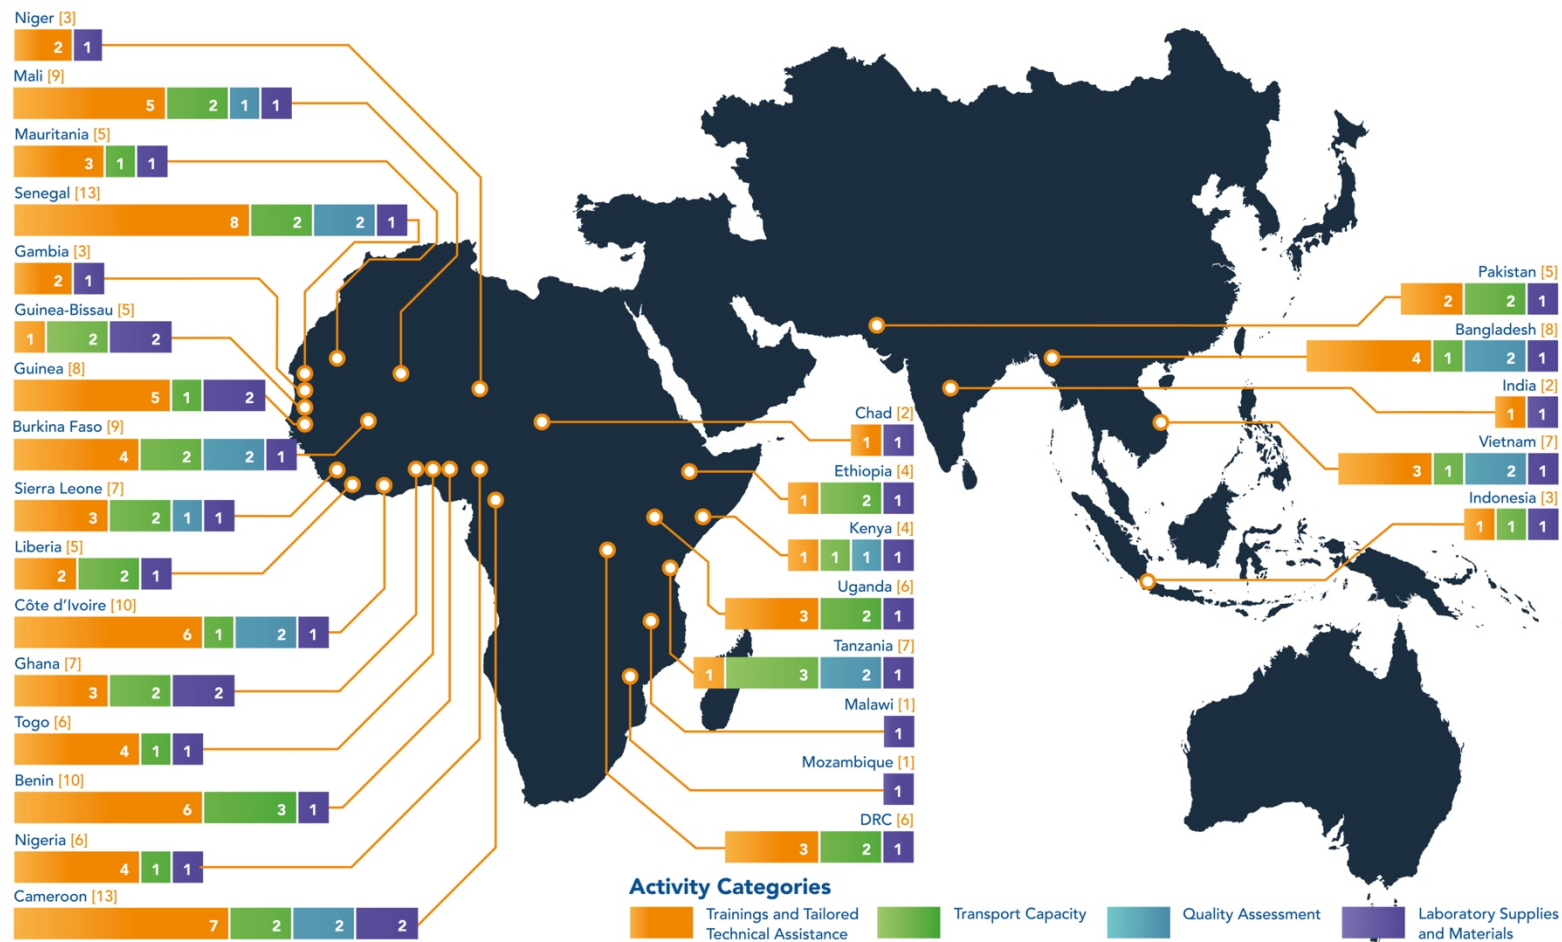 Niger [3]
2 1
Mali [9]
5 2 1 1
Mauritania [5]
3 1 1
Senegal [13]
8 2 2 1
Gambia [3]
2 1
Guinea-Bissau [5]
1 2 2
Guinea [8]
5 1 2
Burkina Faso [9]
4 2 2 1
Sierra Leone [7]
3 2 1 1
Liberia [5]
2 2 1
Côte d’Ivoire [10]
6 1 2 1
Ghana [7]
3 2 2
Togo [6]
4 1 1
Benin [10]
6 3 1
Nigeria [6]
4 1 1
Cameroon [13]
7 2 2 2
Chad [2]
1 1
Ethiopia [4]
1 2 1
Kenya [4]
1 1 1 1
Uganda [6]
3 2 1
Tanzania [7]
1 3 2 1
Malawi [1]
1
Mozambique [1]
1
DRC [6]
3 2 1
Pakistan [5]
2 2 1
Bangladesh [8]
4 1 2 1
India [2]
1 1
Vietnam [7]
3 1 2 1
Indonesia [3]
1 1 1
Activity Categories
Trainings and Tailored
Technical Assistance
Transport Capacity
Quality Assessment
Laboratory Supplies
and Materials